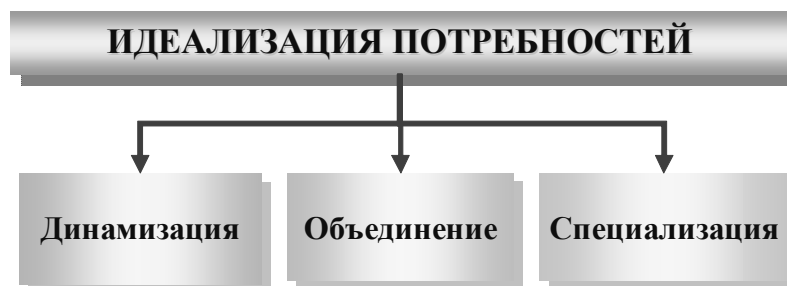 ИДЕАЛИЗАЦИЯ ПОТРЕБНОСТЕЙ
Динамизация
Объединение
Специализация